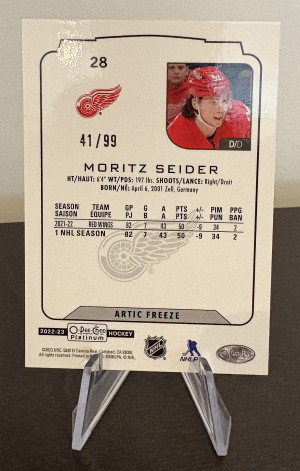 28
41/99
D/D
MORITZ SEIDER
HT/HAUT: 6'4" WT/PDS: 197 lbs. SHOOTS/LANCE: Right/Droit
BORN/NÉ: April 6, 2001 Zell, Germany
SEASON TEAM GP G A PTS +/- PIM PPG
SAISON ÉQUIPE PJ B A PTS +/- PUN BAN
2021-22 RED WINGS 82 7 43 50 -9 34 2
1 NHL SEASON 82 7 43 50 -9 34 2
ARTIC FREEZE
2022-23 O-Pee-Chee Platinum HOCKEY
NHL
NHLPA